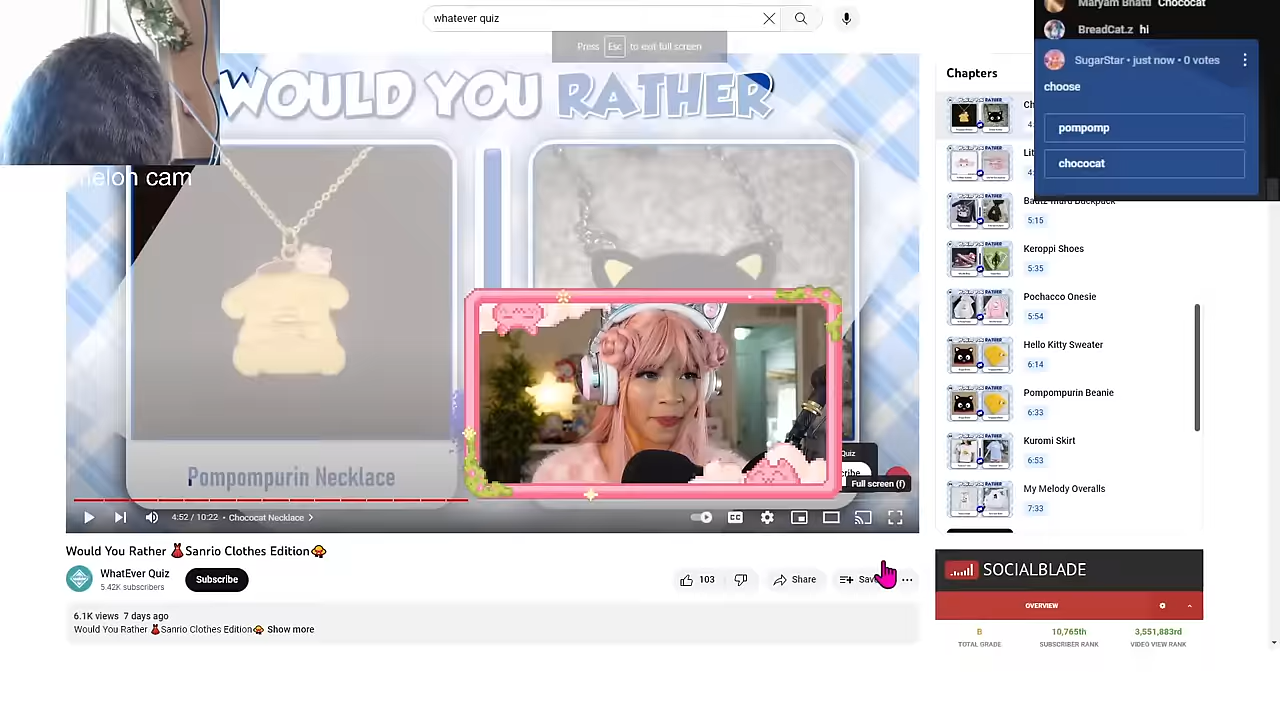 whatever quiz
Press Esc to exit full screen
WOULD YOU RATHER
melon cam
Pompompurin Necklace
4:52 / 10:22 • Chococat Necklace >
Full screen (f)
Would You Rather 👗Sanrio Clothes Edition
WhatEver Quiz
5.42K subscribers
Subscribe
103
Share
6.1K views 7 days ago
Would You Rather 👗Sanrio Clothes Edition Show more
Chapters
5:15
Keroppi Shoes
5:35
Pochacco Onesie
5:54
Hello Kitty Sweater
6:14
Pompompurin Beanie
6:33
Kuromi Skirt
6:53
My Melody Overalls
7:33
Maryam Bhatti Chococat
BreadCat.z hi
SugarStar • just now • 0 votes
choose
pompomp
chococat
SOCIALBLADE
OVERVIEW
B 10,765th 3,551,883rd
TOTAL GRADE SUBSCRIBER RANK VIDEO VIEW RANK